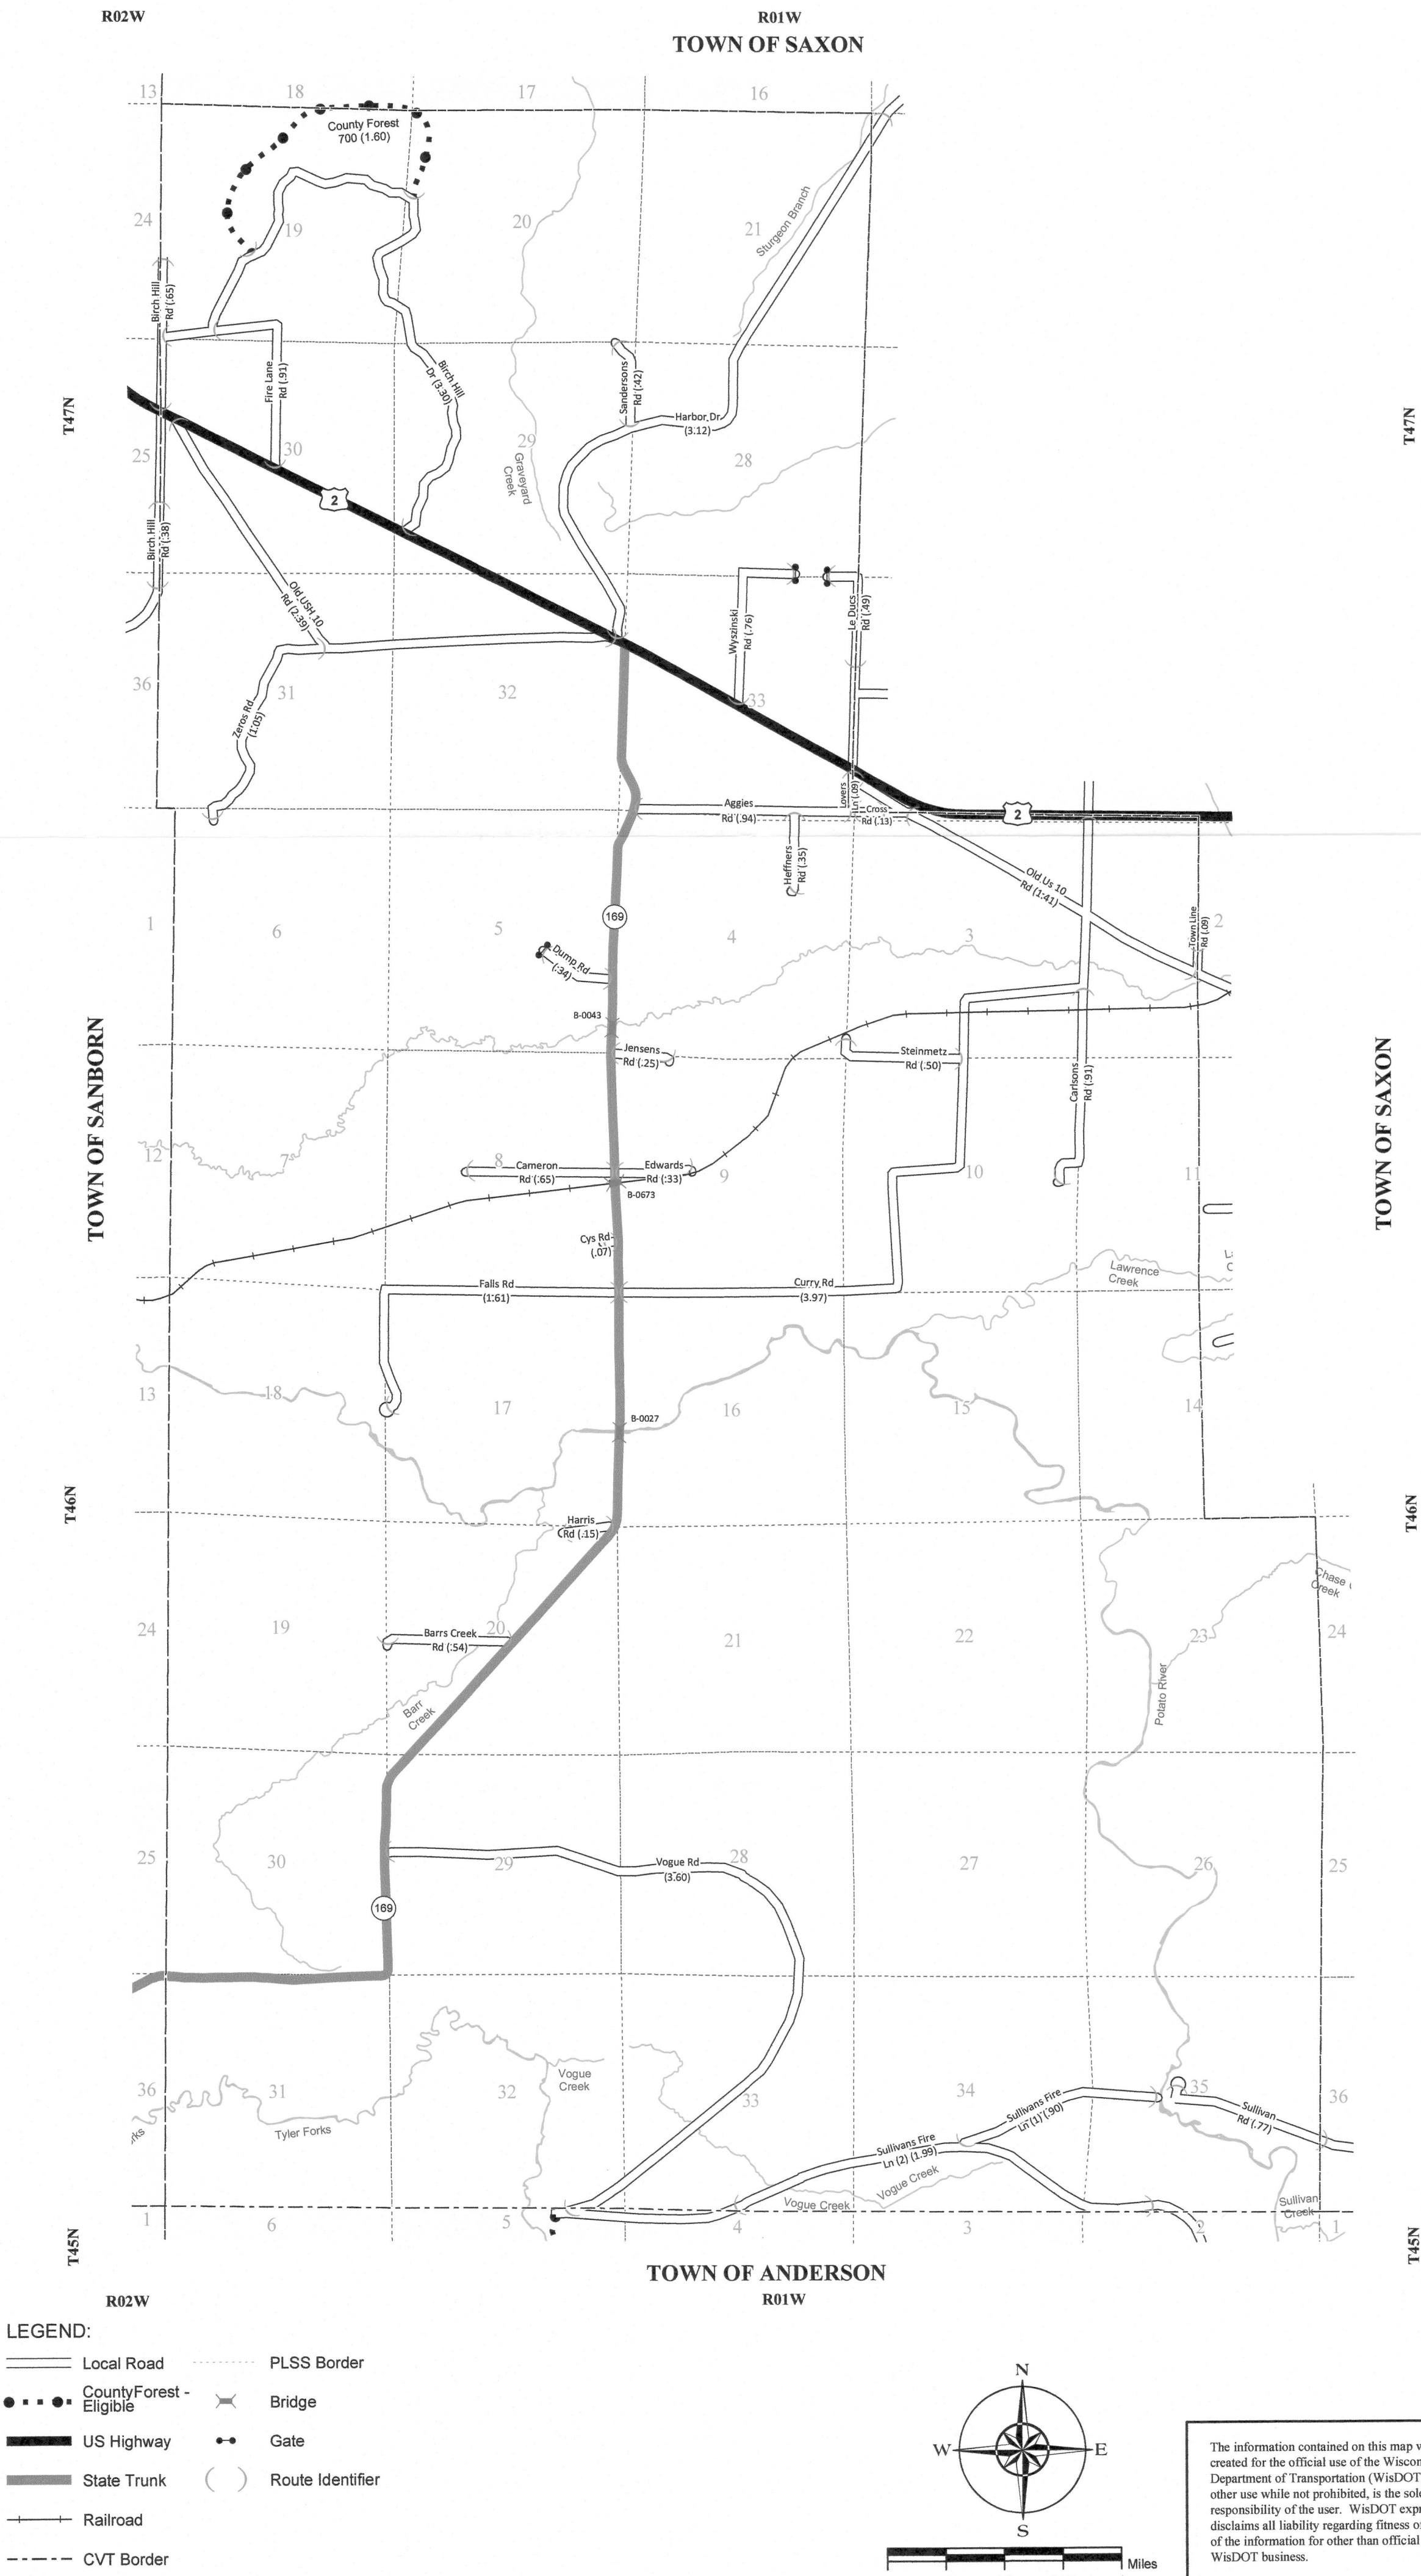 R02W
R01W
TOWN OF SAXON
13
18
17
16
County Forest
700 (1.60)
24
19
20
21
Sturgeon Branch
Birch Hill
Rd (.65)
Fire Lane
Rd (.91)
Birch Hill
Dr (3.30)
Sandersons
Rd (.42)
Harbor Dr
(3.12)
T47N
T47N
25
30
29
28
Graveyard
Creek
2
Birch Hill
Rd (.38)
Old USH 10
Rd (2.39)
Wyszinski
Rd (.76)
Le Ducs
Rd (.49)
36
31
32
33
Zeros Rd
(1.05)
Aggies
Rd (.94)
Lovers
Ln (.09)
Cross
Rd (.13)
2
Heffners
Rd (.35)
Old Us 10
Rd (1.41)
Town Line
Rd (.09)
1
6
5
4
3
2
169
Dump Rd
(.34)
B-0043
Jensens
Rd (.25)
Steinmetz
Rd (.50)
Carlsons
Rd (.91)
TOWN OF SANBORN
TOWN OF SAXON
12
7
8
9
10
11
Cameron
Rd (.65)
Edwards
Rd (.33)
B-0673
Cys Rd
(.07)
Falls Rd
(1.61)
Curry Rd
(3.97)
Lawrence
Creek
13
18
17
16
15
14
B-0027
T46N
T46N
Harris
Rd (.15)
Chase
Creek
24
19
20
21
22
23
24
Barrs Creek
Rd (.54)
Barr
Creek
Potato River
25
30
29
28
27
26
25
Vogue Rd
(3.60)
169
36
31
32
33
34
35
36
Vogue
Creek
Tyler Forks
Sullivans Fire
Ln (1) (.90)
Sullivan
Rd (.77)
Sullivans Fire
Ln (2) (1.99)
Vogue Creek
Vogue Creek
Sullivan
Creek
1
6
5
4
3
2
1
T45N
T45N
TOWN OF ANDERSON
R02W
R01W
LEGEND:
Local Road
PLSS Border
CountyForest -
Eligible
Bridge
US Highway
Gate
State Trunk
Route Identifier
Railroad
CVT Border
N
W
E
S
Miles
The information contained on this map
created for the official use of the
Department of Transportation (WisDOT
other use while not prohibited, is the
responsibility of the user. WisDOT
disclaims all liability regarding fitness
of the information for other than official
WisDOT business.